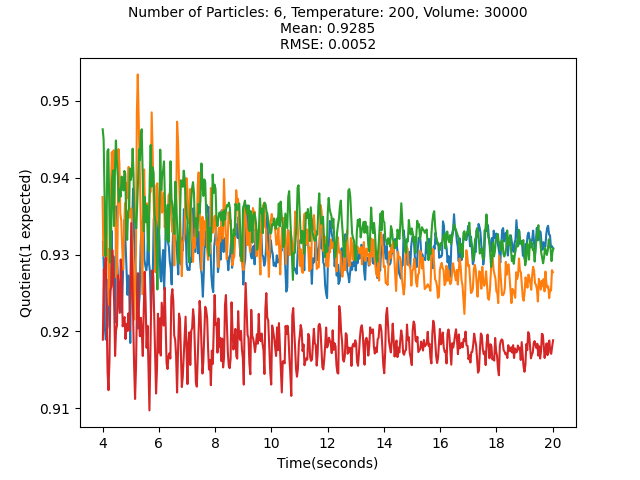 Number of Particles: 6, Temperature: 200, Volume: 30000
Mean: 0.9285
RMSE: 0.0052
0.95
0.94
0.93
0.92
0.91
Quotient(1 expected)
4 6 8 10 12 14 16 18 20
Time(seconds)